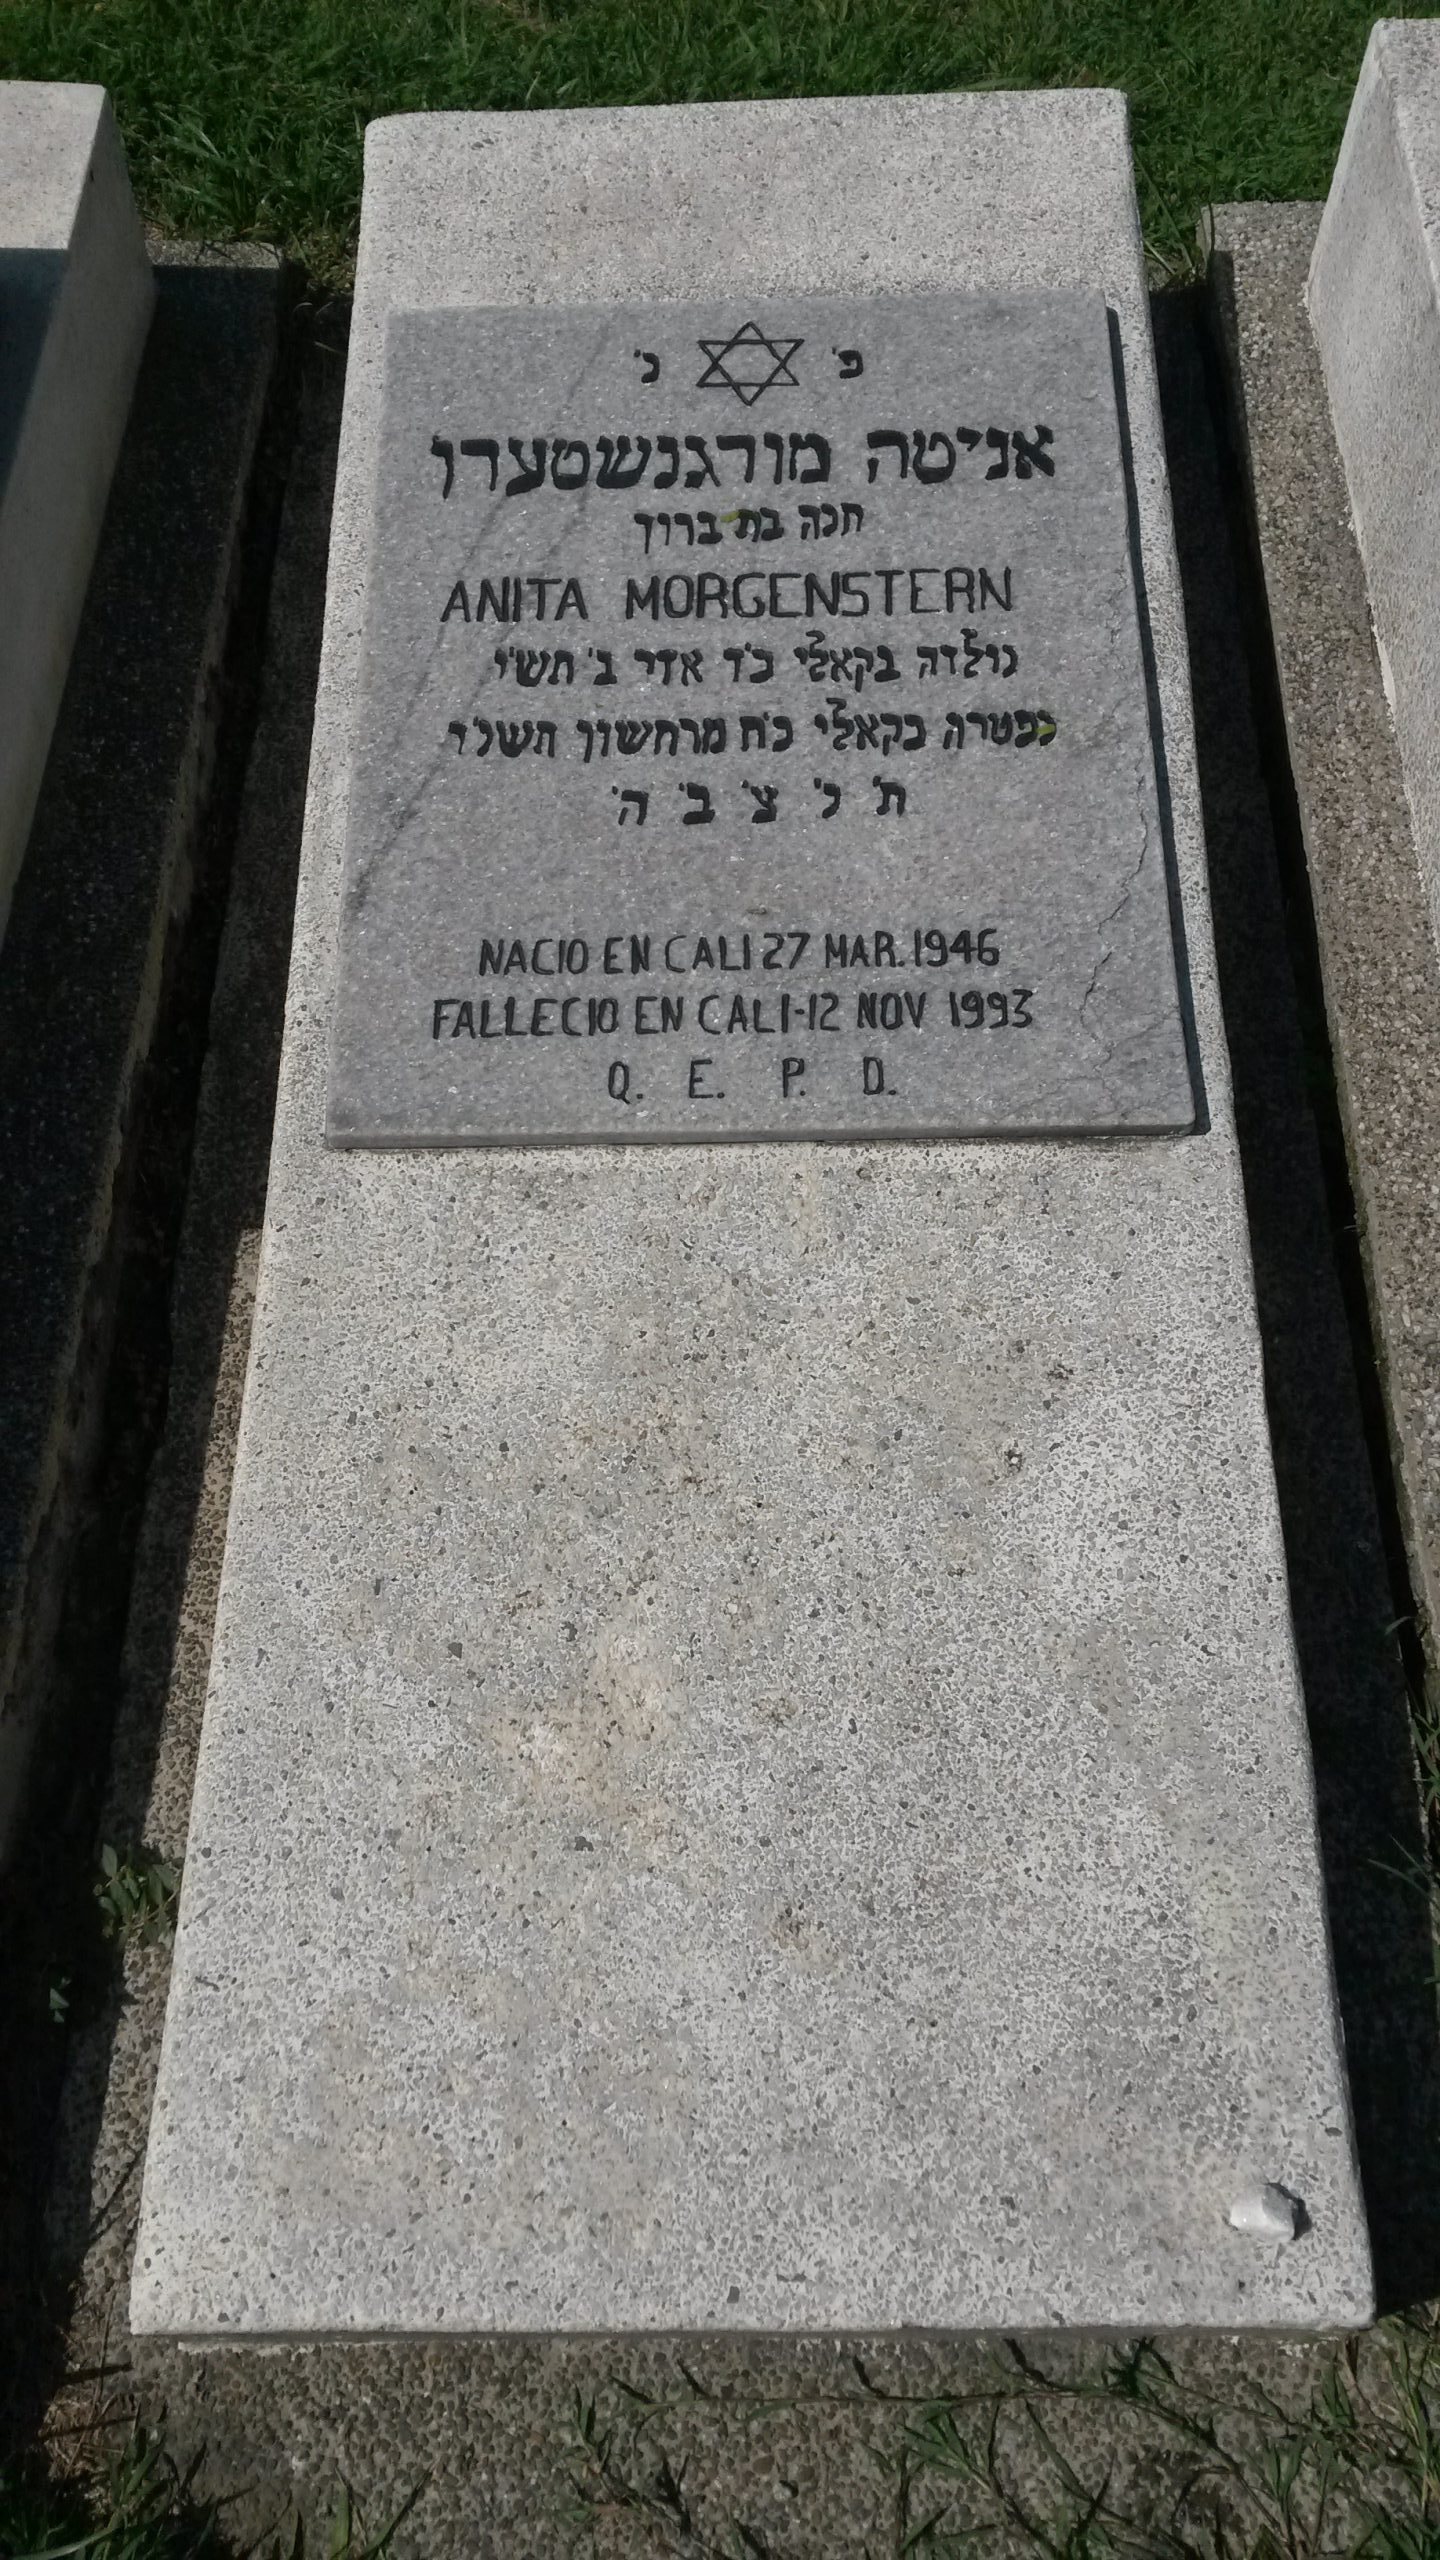 פ' נ'
אניטה מורגנשטערן
חנה בת ברוך
ANITA MORGENSTERN
נולדה בקאלי כ'ד אדר ב' תש'י
נפטרה בקאלי כ'ח מרחשון תשנ'ד
ת' נ' צ' ב' ה'
NACIO EN CALI 27 MAR. 1946
FALLECIO EN CALI-12 NOV 1993
Q. E. P. D.